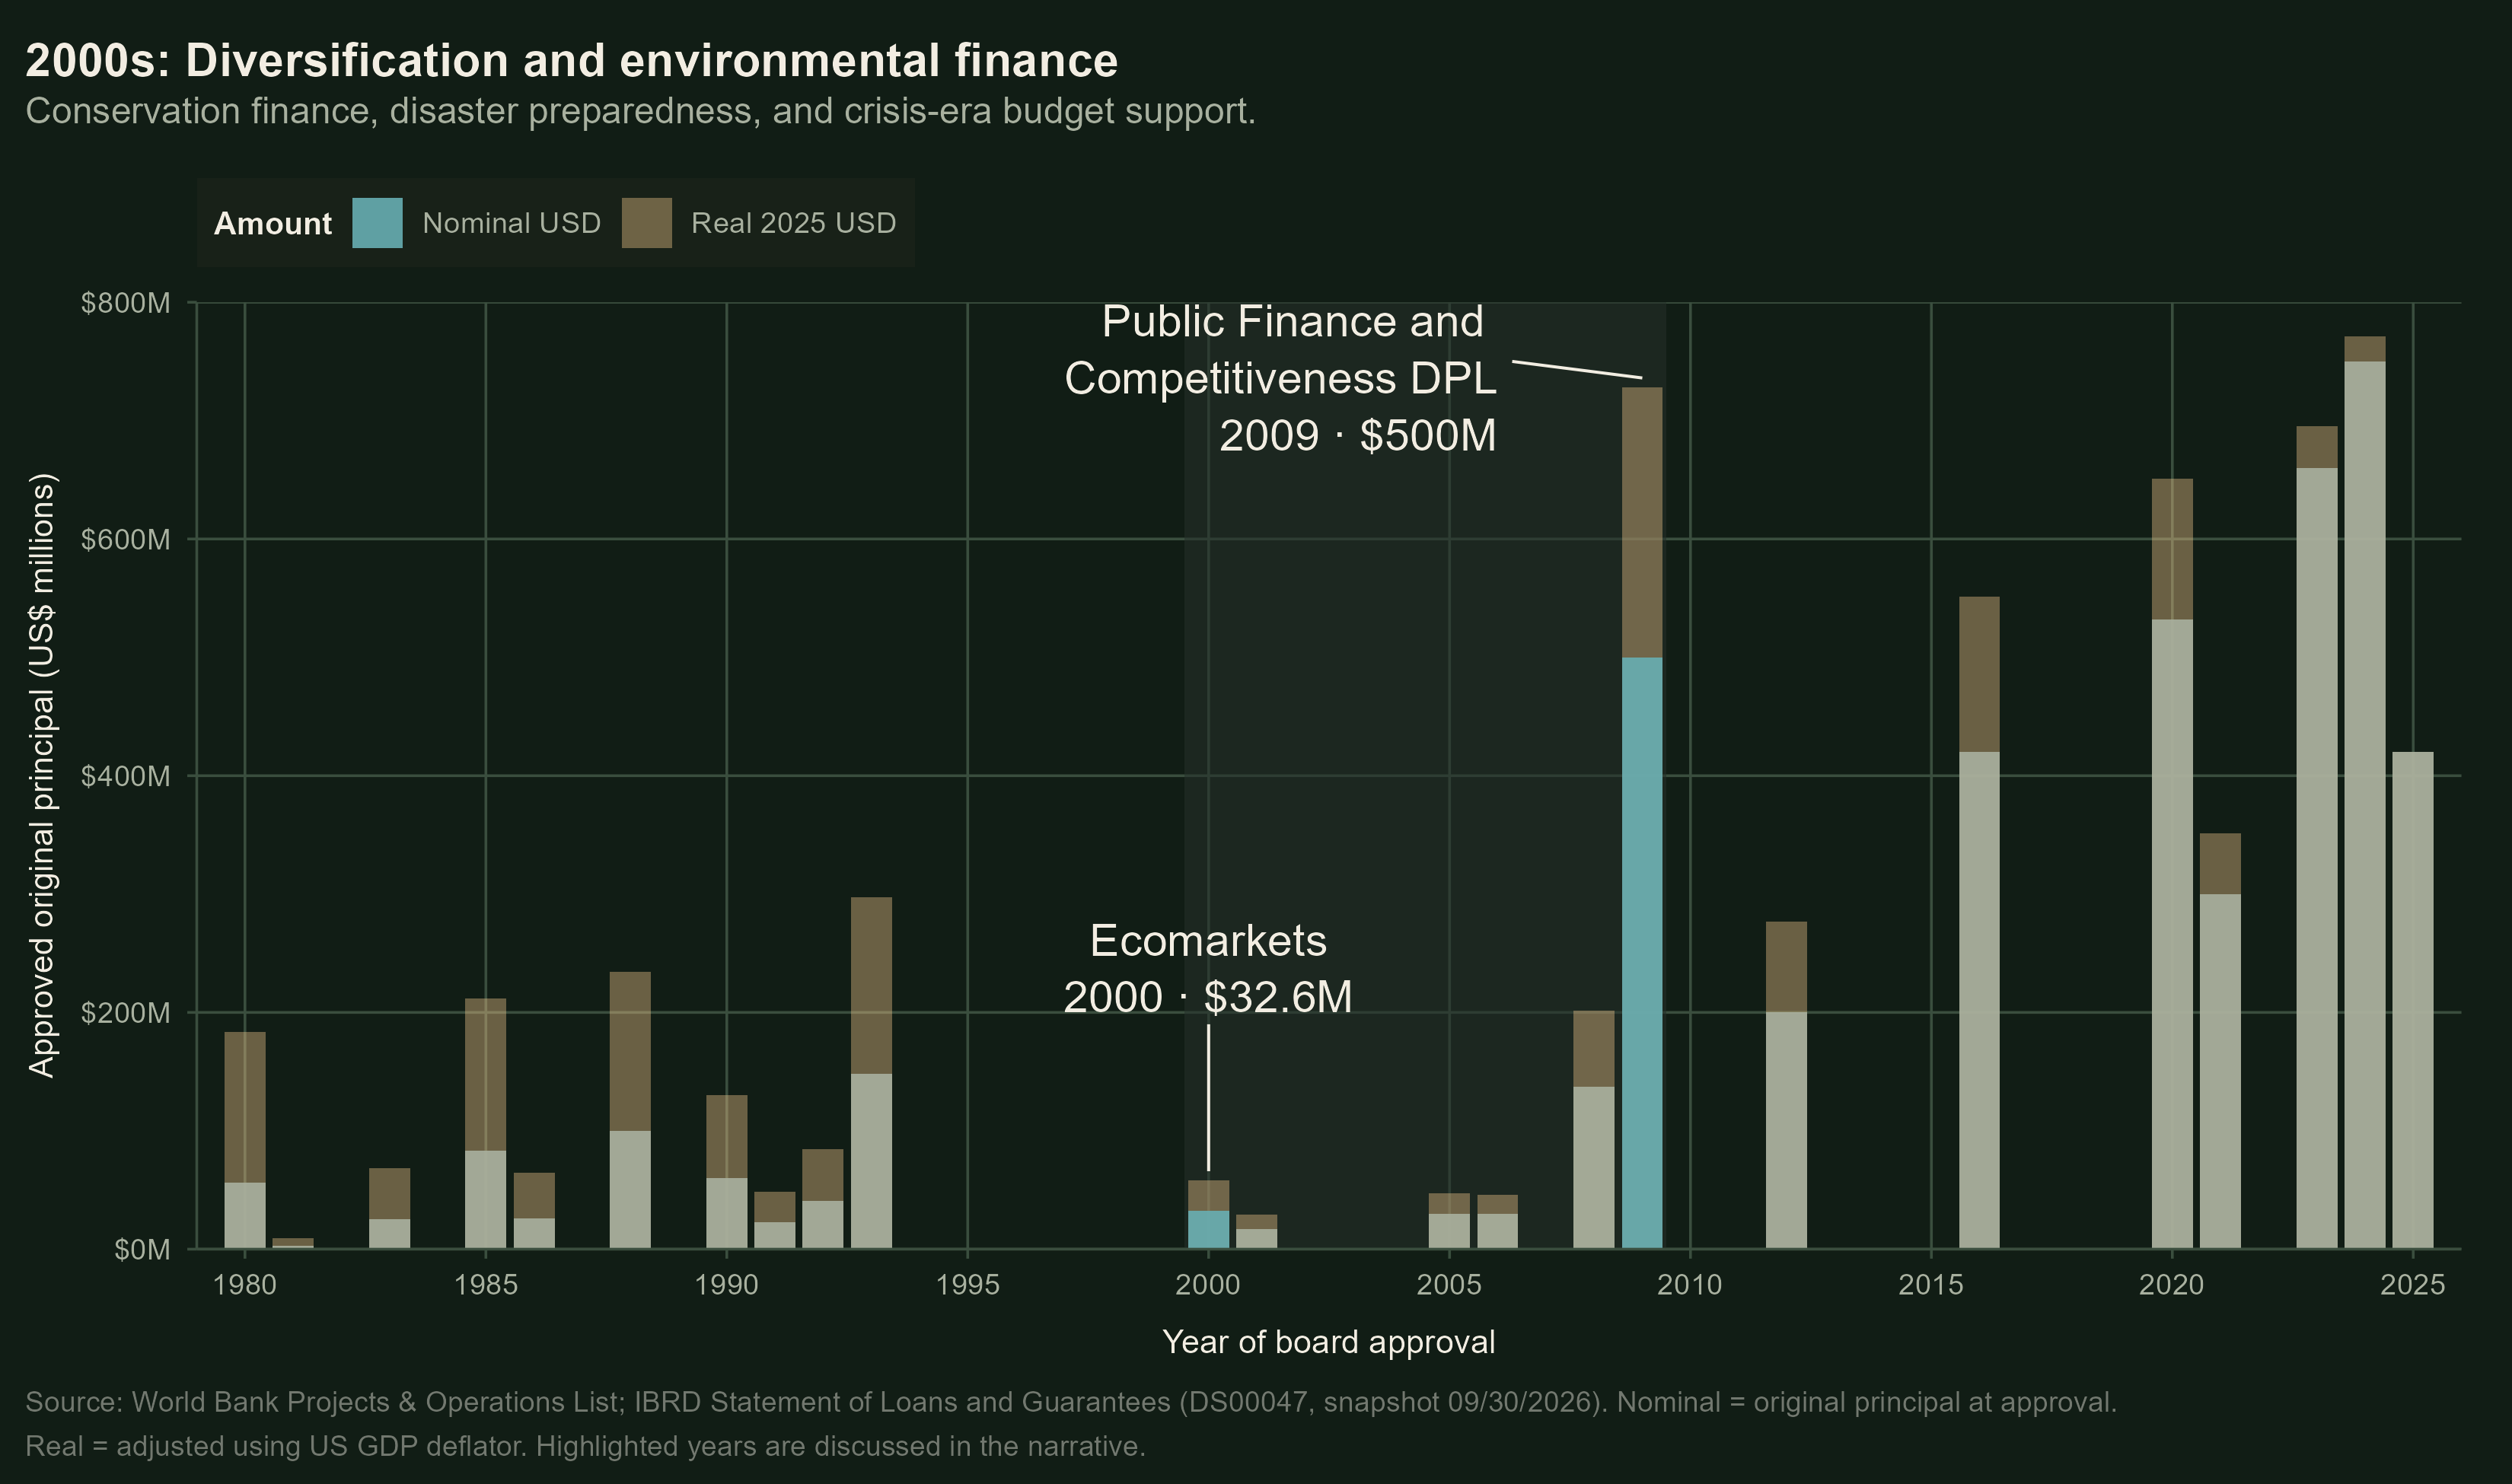 2000s: Diversification and environmental finance
Conservation finance, disaster preparedness, and crisis-era budget support.
Amount
Nominal USD
Real 2025 USD
Approved original principal (US$ millions)
$800M
$600M
$400M
$200M
$0M
Public Finance and
Competitiveness DPL
2009 · $500M
Ecomarkets
2000 · $32.6M
1980
1985
1990
1995
2000
2005
2010
2015
2020
2025
Year of board approval
Source: World Bank Projects & Operations List; IBRD Statement of Loans and Guarantees (DS00047, snapshot 09/30/2026). Nominal = original principal at approval.
Real = adjusted using US GDP deflator. Highlighted years are discussed in the narrative.